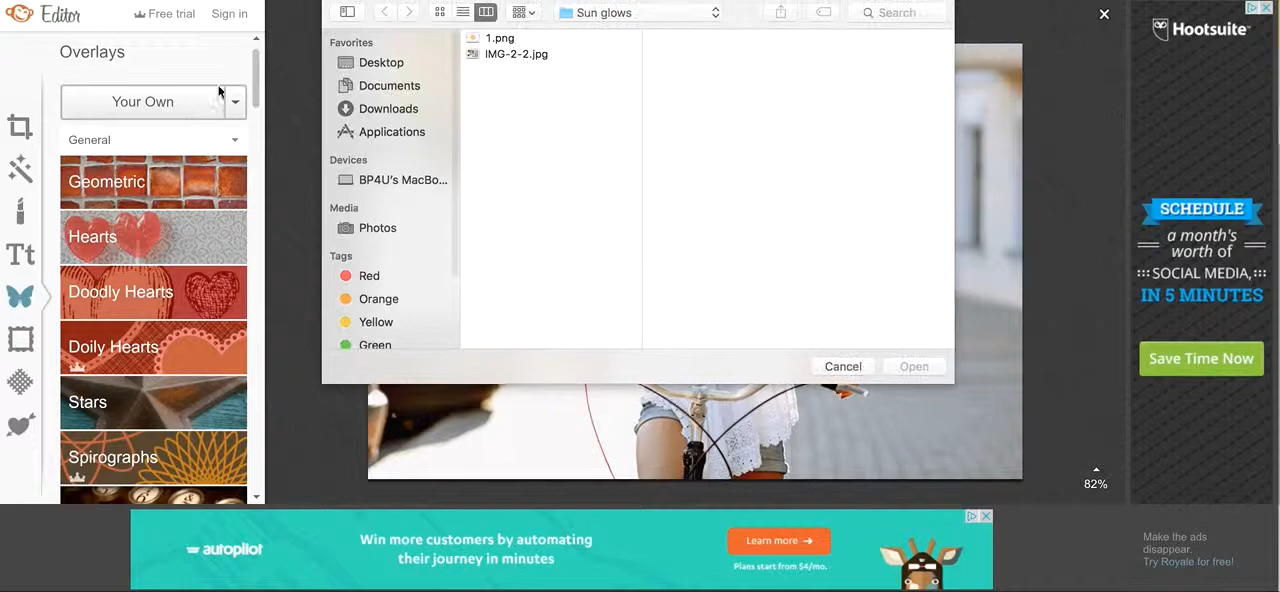 Editor
Free trial
Sign in
Overlays
Your Own
General
Geometric
Hearts
Doodly Hearts
Doily Hearts
Stars
Spirographs
Tt
Sun glows
Search
Favorites
Desktop
Documents
Downloads
Applications
Devices
BP4U's MacBo...
Media
Photos
Tags
Red
Orange
Yellow
Green
1.png
IMG-2-2.jpg
Cancel
Open
82%
Hootsuite™
SCHEDULE
a month's
worth of
SOCIAL MEDIA,
IN 5 MINUTES
Save Time Now
autopilot
Win more customers by automating
their journey in minutes
Learn more →
Plans start from $4/mo.
Make the ads
disappear.
Try Royale for free!